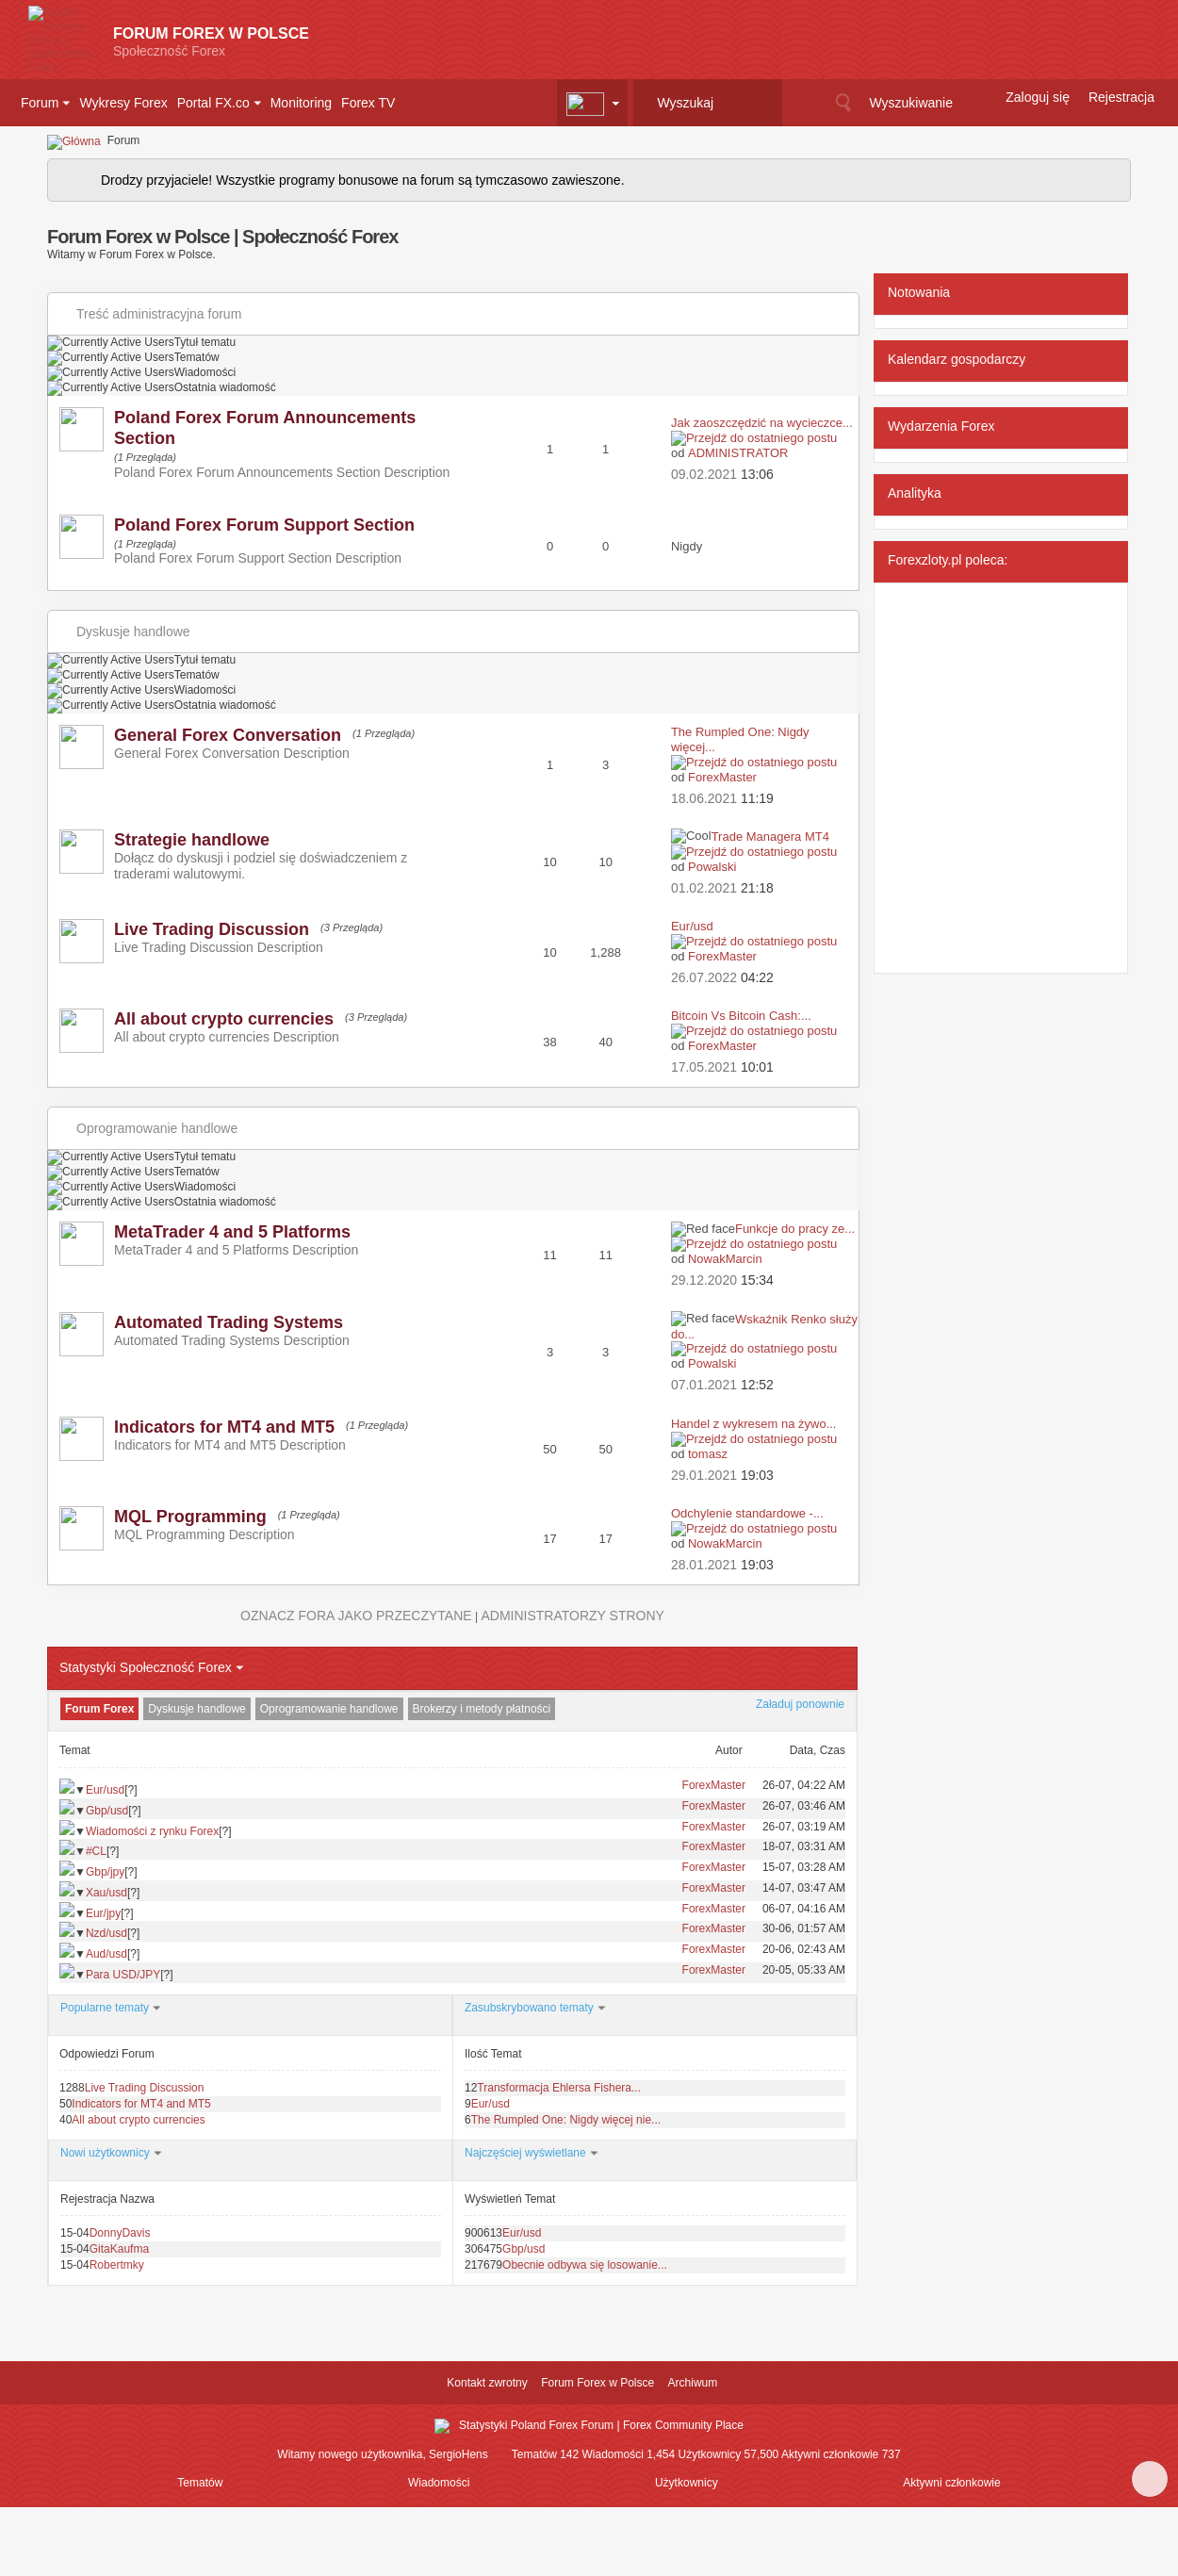 FORUM FOREX W POLSCE
Społeczność Forex
Forum Wykresy Forex Portal FX.co Monitoring Forex TV Wyszukaj Wyszukiwanie Zaloguj się Rejestracja
Główna Forum
Drodzy przyjaciele! Wszystkie programy bonusowe na forum są tymczasowo zawieszone.
Forum Forex w Polsce | Społeczność Forex
Witamy w Forum Forex w Polsce.
Treść administracyjna forum
Currently Active UsersTytuł tematu
Currently Active UsersTematów
Currently Active UsersWiadomości
Currently Active UsersOstatnia wiadomość
Poland Forex Forum Announcements
Section
(1 Przegląda)
Poland Forex Forum Announcements Section Description
1 1
Jak zaoszczędzić na wycieczce...
Przejdź do ostatniego postu
od ADMINISTRATOR
09.02.2021 13:06
Poland Forex Forum Support Section
(1 Przegląda)
Poland Forex Forum Support Section Description
0 0 Nigdy
Dyskusje handlowe
Currently Active UsersTytuł tematu
Currently Active UsersTematów
Currently Active UsersWiadomości
Currently Active UsersOstatnia wiadomość
General Forex Conversation (1 Przegląda)
General Forex Conversation Description
1 3
The Rumpled One: Nigdy
więcej...
Przejdź do ostatniego postu
od ForexMaster
18.06.2021 11:19
Strategie handlowe
Dołącz do dyskusji i podziel się doświadczeniem z
traderami walutowymi.
10 10
CoolTrade Managera MT4
Przejdź do ostatniego postu
od Powalski
01.02.2021 21:18
Live Trading Discussion (3 Przegląda)
Live Trading Discussion Description
10 1,288
Eur/usd
Przejdź do ostatniego postu
od ForexMaster
26.07.2022 04:22
All about crypto currencies (3 Przegląda)
All about crypto currencies Description
38 40
Bitcoin Vs Bitcoin Cash:...
Przejdź do ostatniego postu
od ForexMaster
17.05.2021 10:01
Oprogramowanie handlowe
Currently Active UsersTytuł tematu
Currently Active UsersTematów
Currently Active UsersWiadomości
Currently Active UsersOstatnia wiadomość
MetaTrader 4 and 5 Platforms
MetaTrader 4 and 5 Platforms Description
11 11
Red faceFunkcje do pracy ze...
Przejdź do ostatniego postu
od NowakMarcin
29.12.2020 15:34
Automated Trading Systems
Automated Trading Systems Description
3 3
Red faceWskaźnik Renko służy
do...
Przejdź do ostatniego postu
od Powalski
07.01.2021 12:52
Indicators for MT4 and MT5 (1 Przegląda)
Indicators for MT4 and MT5 Description
50 50
Handel z wykresem na żywo...
Przejdź do ostatniego postu
od tomasz
29.01.2021 19:03
MQL Programming (1 Przegląda)
MQL Programming Description
17 17
Odchylenie standardowe -...
Przejdź do ostatniego postu
od NowakMarcin
28.01.2021 19:03
OZNACZ FORA JAKO PRZECZYTANE | ADMINISTRATORZY STRONY
Notowania
Kalendarz gospodarczy
Wydarzenia Forex
Analityka
Forexzloty.pl poleca:
Statystyki Społeczność Forex
Forum Forex Dyskusje handlowe Oprogramowanie handlowe Brokerzy i metody płatności Załaduj ponownie
Temat Autor Data, Czas
▼Eur/usd[?] ForexMaster 26-07, 04:22 AM
▼Gbp/usd[?] ForexMaster 26-07, 03:46 AM
▼Wiadomości z rynku Forex[?] ForexMaster 26-07, 03:19 AM
▼#CL[?] ForexMaster 18-07, 03:31 AM
▼Gbp/jpy[?] ForexMaster 15-07, 03:28 AM
▼Xau/usd[?] ForexMaster 14-07, 03:47 AM
▼Eur/jpy[?] ForexMaster 06-07, 04:16 AM
▼Nzd/usd[?] ForexMaster 30-06, 01:57 AM
▼Aud/usd[?] ForexMaster 20-06, 02:43 AM
▼Para USD/JPY[?] ForexMaster 20-05, 05:33 AM
Popularne tematy
Odpowiedzi Forum
1288Live Trading Discussion
50Indicators for MT4 and MT5
40All about crypto currencies
Zasubskrybowano tematy
Ilość Temat
12Transformacja Ehlersa Fishera...
9Eur/usd
6The Rumpled One: Nigdy więcej nie...
Nowi użytkownicy
Rejestracja Nazwa
15-04DonnyDavis
15-04GitaKaufma
15-04Robertmky
Najczęściej wyświetlane
Wyświetleń Temat
900613Eur/usd
306475Gbp/usd
217679Obecnie odbywa się losowanie...
Kontakt zwrotny Forum Forex w Polsce Archiwum
Statystyki Poland Forex Forum | Forex Community Place
Witamy nowego użytkownika, SergioHens Tematów 142 Wiadomości 1,454 Użytkownicy 57,500 Aktywni członkowie 737
Tematów Wiadomości Użytkownicy Aktywni członkowie